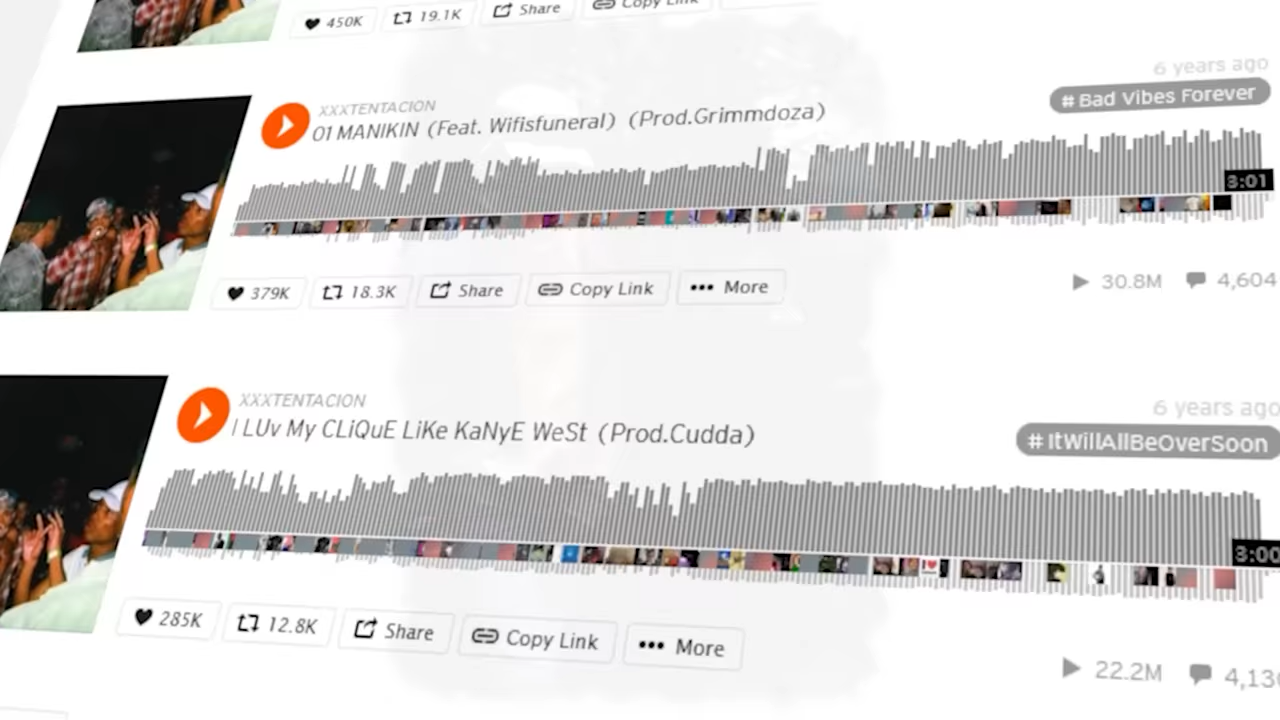 450K 19.1K Share Copy Link
6 years ago
XXXTENTACION
# Bad Vibes Forever
01 MANIKIN (Feat. Wifisfuneral) (Prod.Grimmdoza)
3:01
379K 18.3K Share Copy Link More
30.8M 4,604
XXXTENTACION
6 years ago
I LUv My CLiQuE LiKe KaNyE WeSt (Prod.Cudda)
# ItWillAllBeOverSoon
3:00
285K 12.8K Share Copy Link More
22.2M